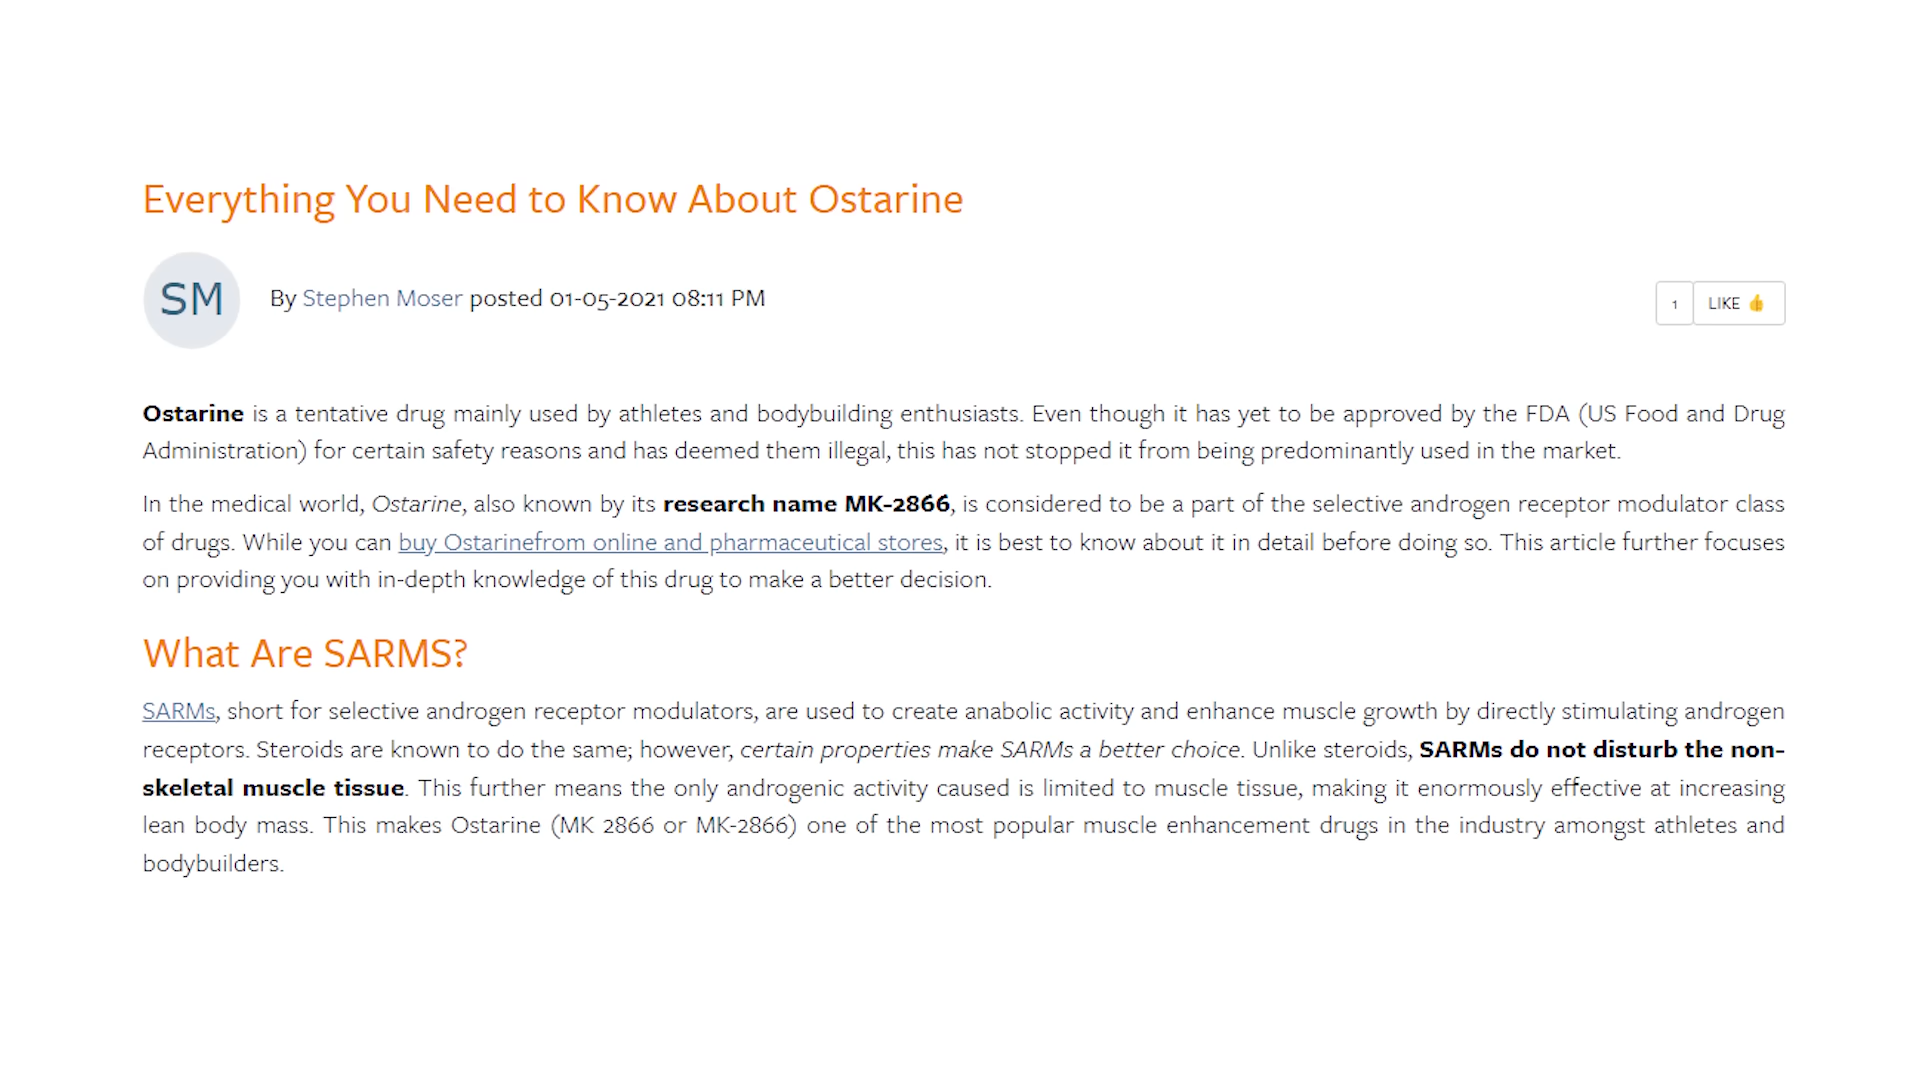 Everything You Need to Know About Ostarine
SM
By Stephen Moser posted 01-05-2021 08:11 PM
1 LIKE 👍
Ostarine is a tentative drug mainly used by athletes and bodybuilding enthusiasts. Even though it has yet to be approved by the FDA (US Food and Drug
Administration) for certain safety reasons and has deemed them illegal, this has not stopped it from being predominantly used in the market.
In the medical world, Ostarine, also known by its research name MK-2866, is considered to be a part of the selective androgen receptor modulator class
of drugs. While you can buy Ostarinefrom online and pharmaceutical stores, it is best to know about it in detail before doing so. This article further focuses
on providing you with in-depth knowledge of this drug to make a better decision.
What Are SARMS?
SARMs, short for selective androgen receptor modulators, are used to create anabolic activity and enhance muscle growth by directly stimulating androgen
receptors. Steroids are known to do the same; however, certain properties make SARMs a better choice. Unlike steroids, SARMs do not disturb the non-
skeletal muscle tissue. This further means the only androgenic activity caused is limited to muscle tissue, making it enormously effective at increasing
lean body mass. This makes Ostarine (MK 2866 or MK-2866) one of the most popular muscle enhancement drugs in the industry amongst athletes and
bodybuilders.